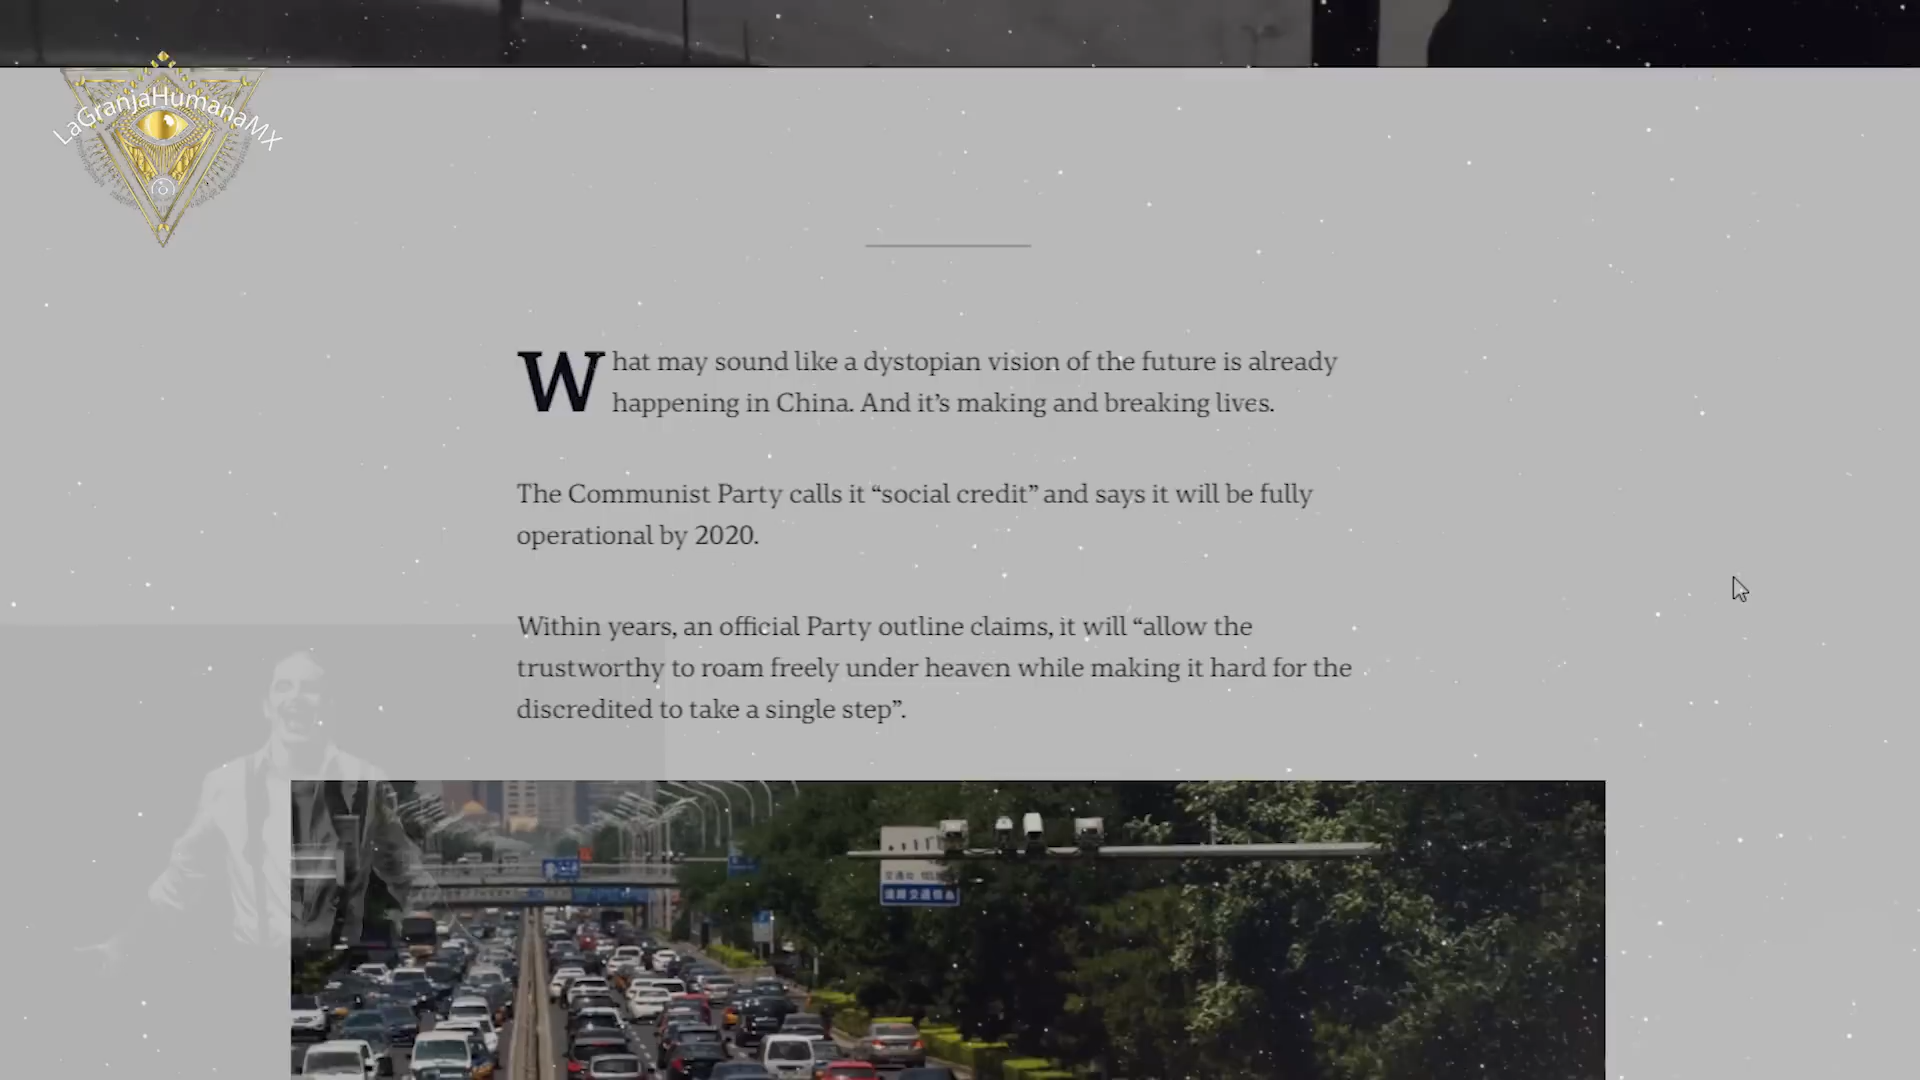 LaGranjaHumanaMX
What may sound like a dystopian vision of the future is already
happening in China. And it’s making and breaking lives.
The Communist Party calls it “social credit” and says it will be fully
operational by 2020.
Within years, an official Party outline claims, it will “allow the
trustworthy to roam freely under heaven while making it hard for the
discredited to take a single step”.